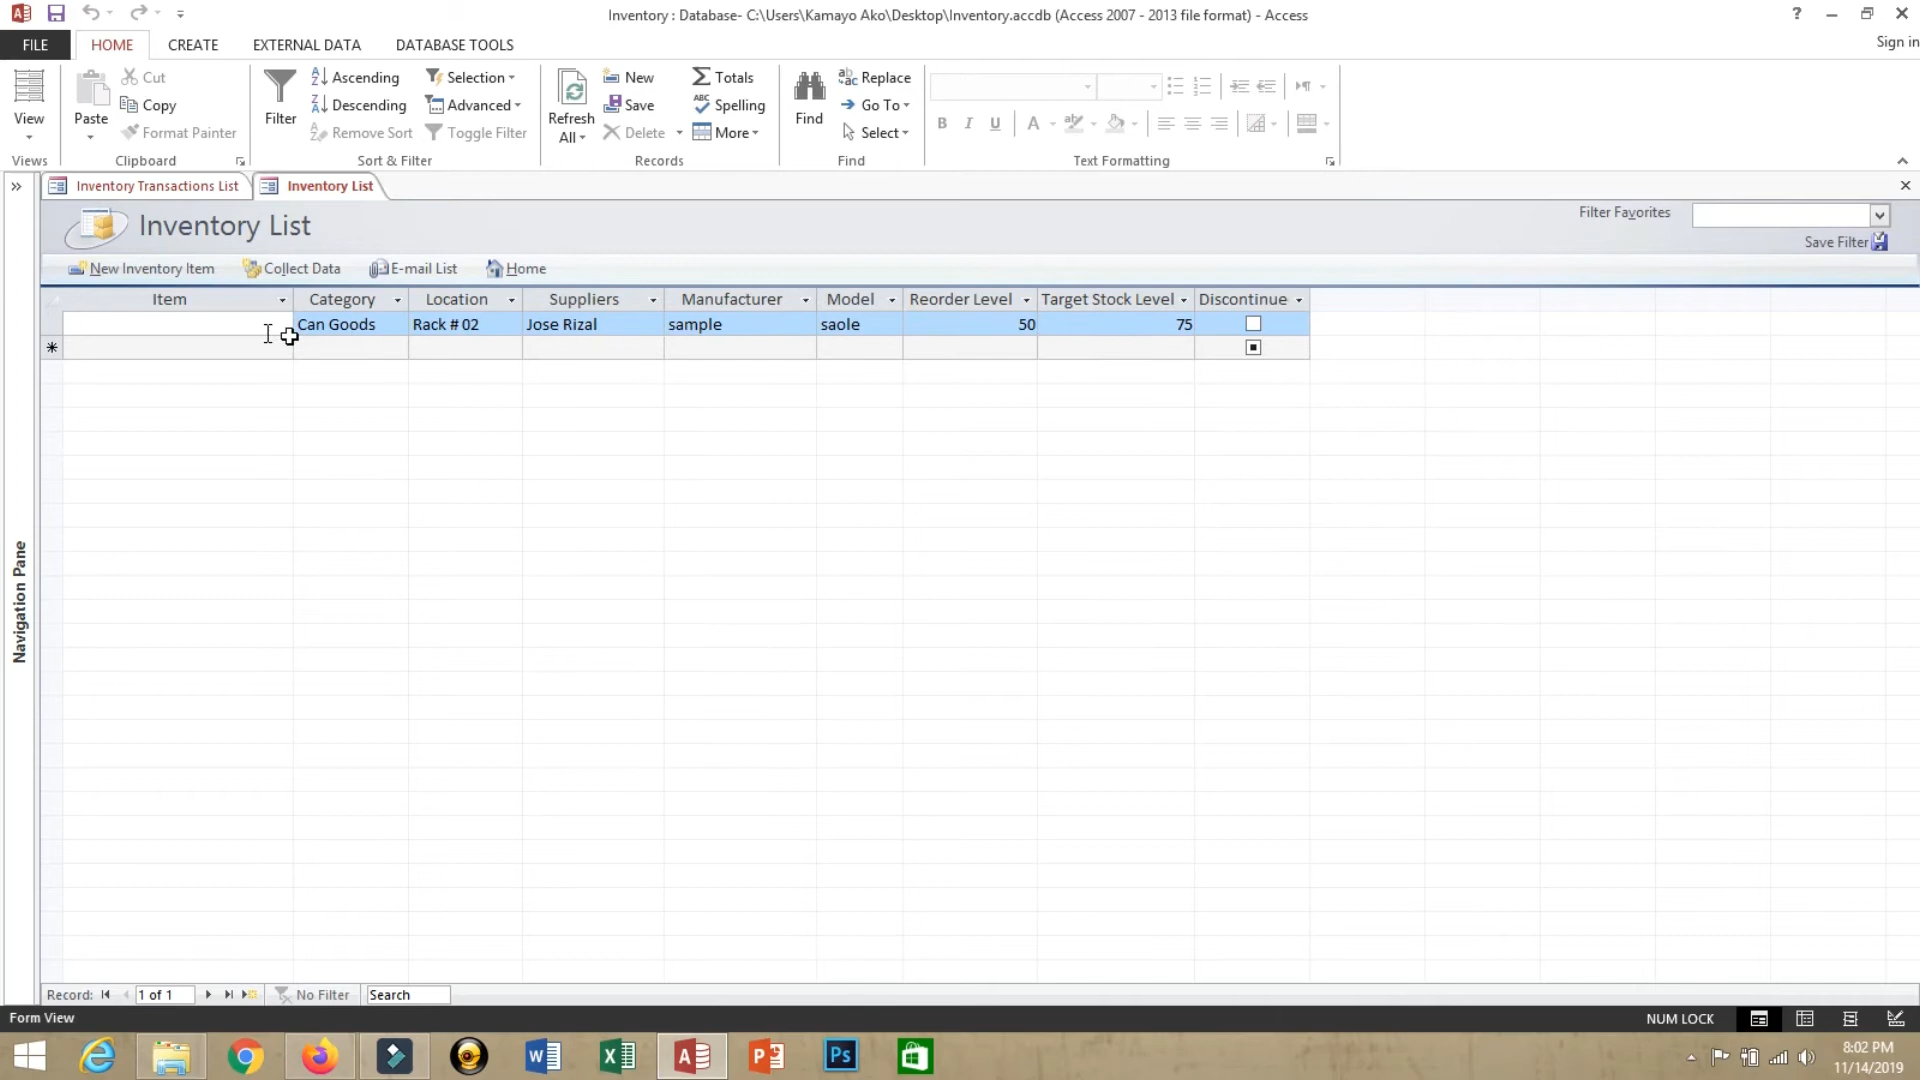 Inventory : Database- C:\Users\Kamayo Ako\Desktop\Inventory.accdb (Access 2007 - 2013 file format) - Access
?
Sign in
FILE HOME CREATE EXTERNAL DATA DATABASE TOOLS
View
Views
Paste
Cut
Copy
Format Painter
Clipboard
Filter
Ascending
Descending
Remove Sort
Selection
Advanced
Toggle Filter
Sort & Filter
Refresh
All
New
Save
Delete
Totals
Spelling
More
Records
Find
Replace
Go To
Select
Find
B I U A
Text Formatting
Inventory Transactions List
Inventory List
Inventory List
Filter Favorites
Save Filter
New Inventory Item Collect Data E-mail List Home
Item Category Location Suppliers Manufacturer Model Reorder Level Target Stock Level Discontinue
Can Goods Rack # 02 Jose Rizal sample saole 50 75
Navigation Pane
Record: 1 of 1 No Filter Search
Form View
NUM LOCK
8:02 PM
11/14/2019